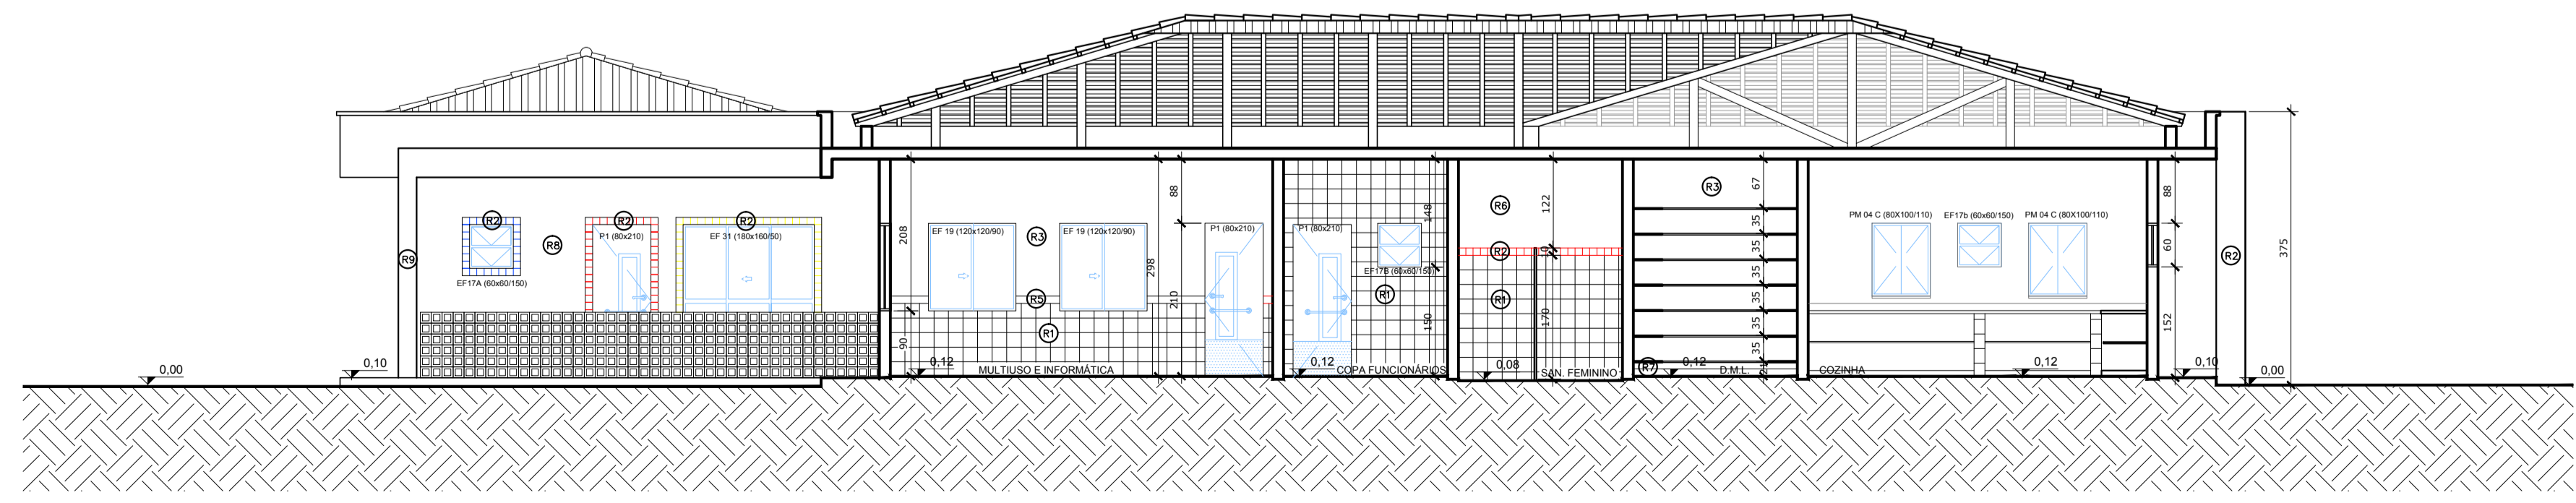 R2
R2
R2
R8
R9
P1 (80x210)
EF 31 (180x160/50)
EF17A (60x60/150)
0,00
0,10
208
90
EF 19 (120x120/90)
R3
EF 19 (120x120/90)
298
88
210
P1 (80x210)
R5
R1
0,12
MULTIUSO E INFORMÁTICA
P1 (80x210)
148
EF17B (60x60/150)
R1
150
0,12
COPA FUNCIONÁRIOS
R6
122
R2
10
R1
170
0,08
SAN. FEMININO
R3
67
35
35
35
35
35
35
R7
0,12
D.M.L.
PM 04 C (80X100/110)
EF17b (60x60/150)
PM 04 C (80X100/110)
COZINHA
0,12
88
60
152
0,10
R2
375
0,00